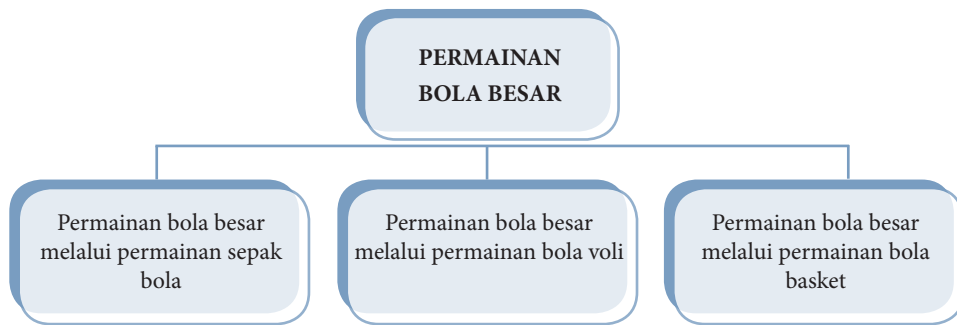 PERMAINAN
BOLA BESAR
Permainan bola besar
melalui permainan sepak
bola
Permainan bola besar
melalui permainan bola voli
Permainan bola besar
melalui permainan bola
basket